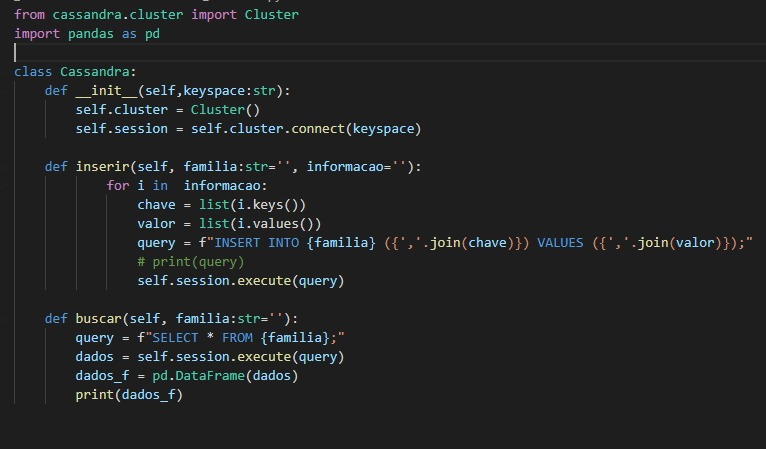 from cassandra.cluster import Cluster
import pandas as pd
class Cassandra:
    def __init__(self,keyspace:str):
        self.cluster = Cluster()
        self.session = self.cluster.connect(keyspace)
    def inserir(self, familia:str='', informacao=''):
            for i in  informacao:
                chave = list(i.keys())
                valor = list(i.values())
                query = f"INSERT INTO {familia} ({','.join(chave)}) VALUES ({','.join(valor)});"
                # print(query)
                self.session.execute(query)
    def buscar(self, familia:str=''):
        query = f"SELECT * FROM {familia};"
        dados = self.session.execute(query)
        dados_f = pd.DataFrame(dados)
        print(dados_f)